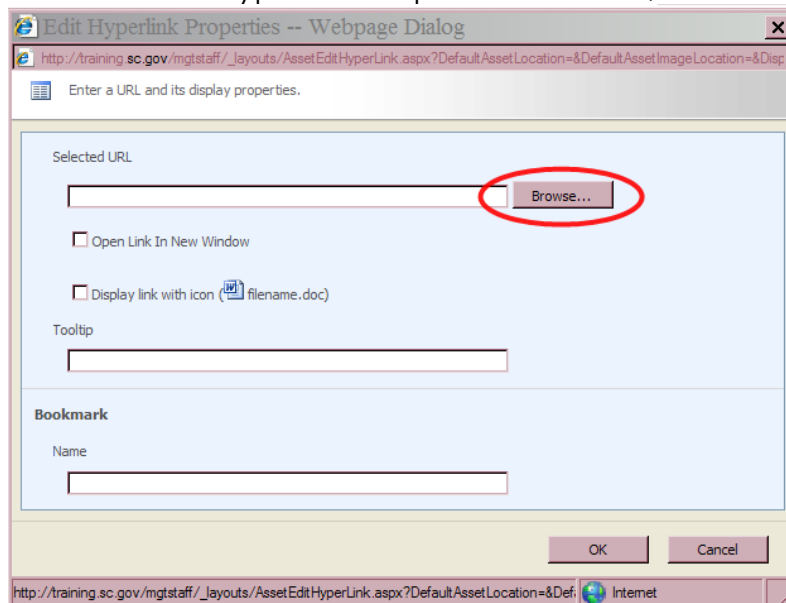 Edit Hyperlink Properties -- Webpage Dialog
http://training.sc.gov/mgtstaff/_layouts/AssetEditHyperLink.aspx?DefaultAssetLocation=&DefaultAssetImageLocation=&Disp
Enter a URL and its display properties.
Selected URL
Browse...
Open Link In New Window
Display link with icon (filename.doc)
Tooltip
Bookmark
Name
OK Cancel
http://training.sc.gov/mgtstaff/_layouts/AssetEditHyperLink.aspx?DefaultAssetLocation=&Def Internet